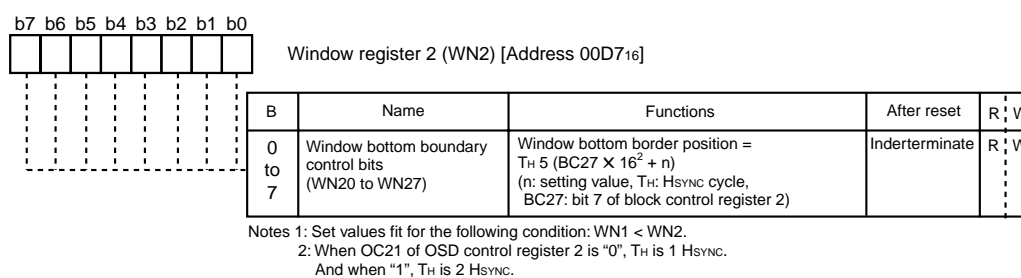 b7 b6 b5 b4 b3 b2 b1 b0
Window register 2 (WN2) [Address 00D7₁₆]
B Name Functions After reset R W
0 to 7
Window bottom boundary
control bits
(WN20 to WN27)
Window bottom border position =
TH 5 (BC27 X 16² + n)
(n: setting value, TH: HSYNC cycle,
BC27: bit 7 of block control register 2)
Inderterminate R W
Notes 1: Set values fit for the following condition: WN1 < WN2.
2: When OC21 of OSD control register 2 is “0”, TH is 1 HSYNC.
And when “1”, TH is 2 HSYNC.